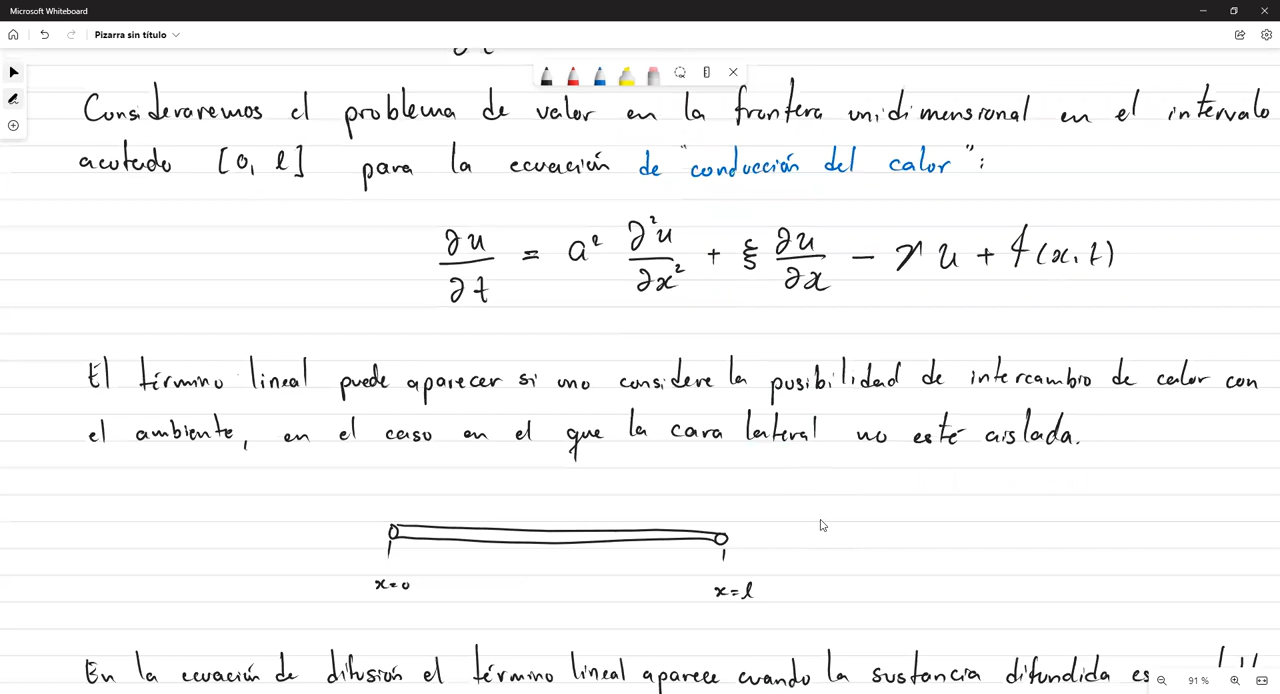 Microsoft Whiteboard
Pizarra sin título
Consideraremos el problema de valor en la frontera unidimensional en el intervalo
acotado [0, l] para la ecuación de "conducción del calor":
∂u/∂t = a² ∂²u/∂x² + ξ ∂u/∂x − γ u + f(x, t)
El término lineal puede aparecer si uno considere la posibilidad de intercambio de calor con
el ambiente, en el caso en el que la cara lateral no esté aislada.
x=0 x=l
En la ecuación de difusión el término lineal aparece cuando la sustancia difundida es
91 %